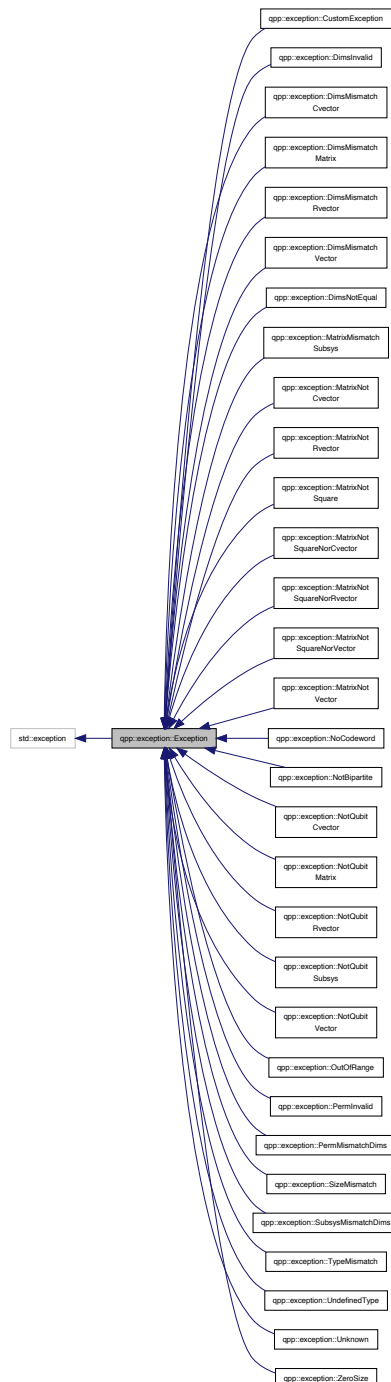 qpp::exception::CustomException
qpp::exception::DimsInvalid
qpp::exception::DimsMismatch
Cvector
qpp::exception::DimsMismatch
Matrix
qpp::exception::DimsMismatch
Rvector
qpp::exception::DimsMismatch
Vector
qpp::exception::DimsNotEqual
qpp::exception::MatrixMismatch
Subsys
qpp::exception::MatrixNot
Cvector
qpp::exception::MatrixNot
Rvector
qpp::exception::MatrixNot
Square
qpp::exception::MatrixNot
SquareNorCvector
qpp::exception::MatrixNot
SquareNorRvector
qpp::exception::MatrixNot
SquareNorVector
qpp::exception::MatrixNot
Vector
std::exception
qpp::exception::Exception
qpp::exception::NoCodeword
qpp::exception::NotBipartite
qpp::exception::NotQubit
Cvector
qpp::exception::NotQubit
Matrix
qpp::exception::NotQubit
Rvector
qpp::exception::NotQubit
Subsys
qpp::exception::NotQubit
Vector
qpp::exception::OutOfRange
qpp::exception::PermInvalid
qpp::exception::PermMismatchDims
qpp::exception::SizeMismatch
qpp::exception::SubsysMismatchDims
qpp::exception::TypeMismatch
qpp::exception::UndefinedType
qpp::exception::Unknown
qpp::exception::ZeroSize